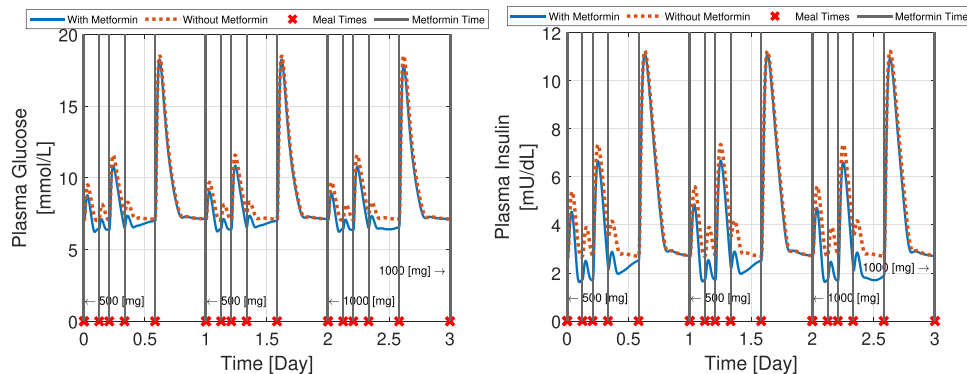 With Metformin Without Metformin Meal Times Metformin Time
20
15
10
5
0
Plasma Glucose
[mmol/L]
1000 [mg] →
← 500 [mg] ← 500 [mg] ← 1000 [mg]
0 0.5 1 1.5 2 2.5 3
Time [Day]
With Metformin Without Metformin Meal Times Metformin Time
12
10
8
6
4
2
0
Plasma Insulin
[mU/dL]
1000 [mg] →
← 500 [mg] ← 500 [mg] ← 1000 [mg]
0 0.5 1 1.5 2 2.5 3
Time [Day]